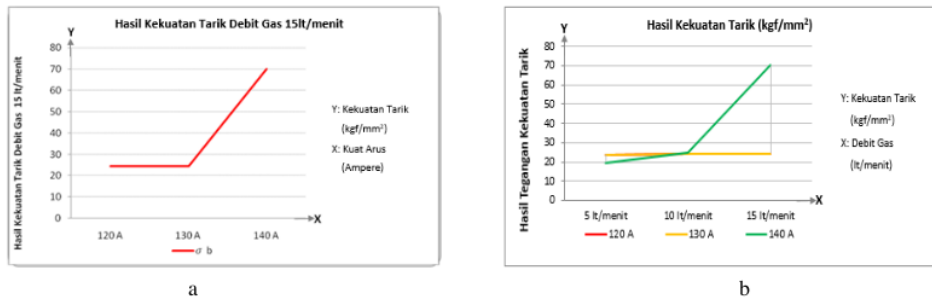 Hasil Kekuatan Tarik Debit Gas 15lt/menit
Y
Hasil Kekuatan Tarik Debit Gas 15 lt/menit
80
70
60
50
40
30
20
10
0
X
120 A
130 A
140 A
σ b
Y: Kekuatan Tarik
(kgf/mm²)
X: Kuat Arus
(Ampere)
a
Hasil Kekuatan Tarik (kgf/mm²)
Y
Hasil Tegangan Kekuatan Tarik
80
70
60
50
40
30
20
10
0
X
5 lt/menit
10 lt/menit
15 lt/menit
120 A
130 A
140 A
Y: Kekuatan Tarik
(kgf/mm²)
X: Debit Gas
(lt/menit)
b